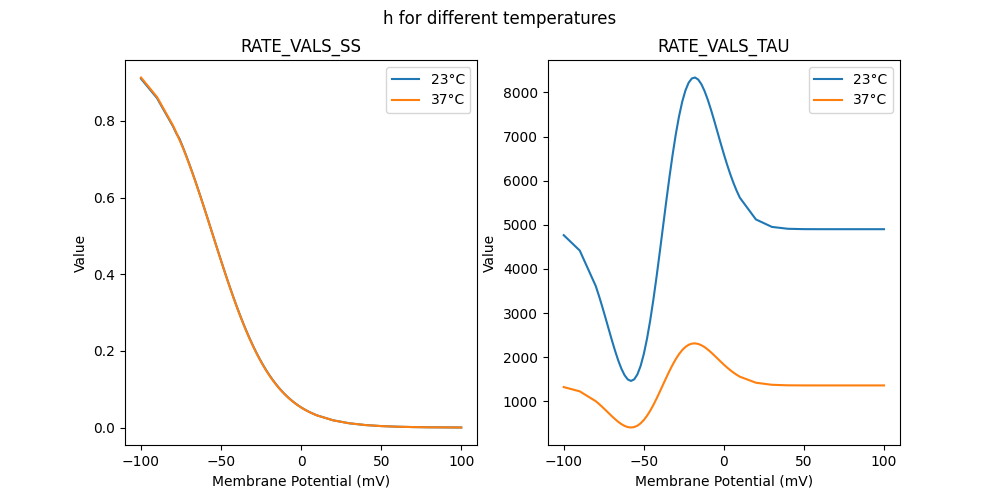 h for different temperatures
RATE_VALS_SS
23°C
37°C
Value
0.8
0.6
0.4
0.2
0.0
−100
−50
0
50
100
Membrane Potential (mV)
RATE_VALS_TAU
23°C
37°C
Value
8000
7000
6000
5000
4000
3000
2000
1000
−100
−50
0
50
100
Membrane Potential (mV)